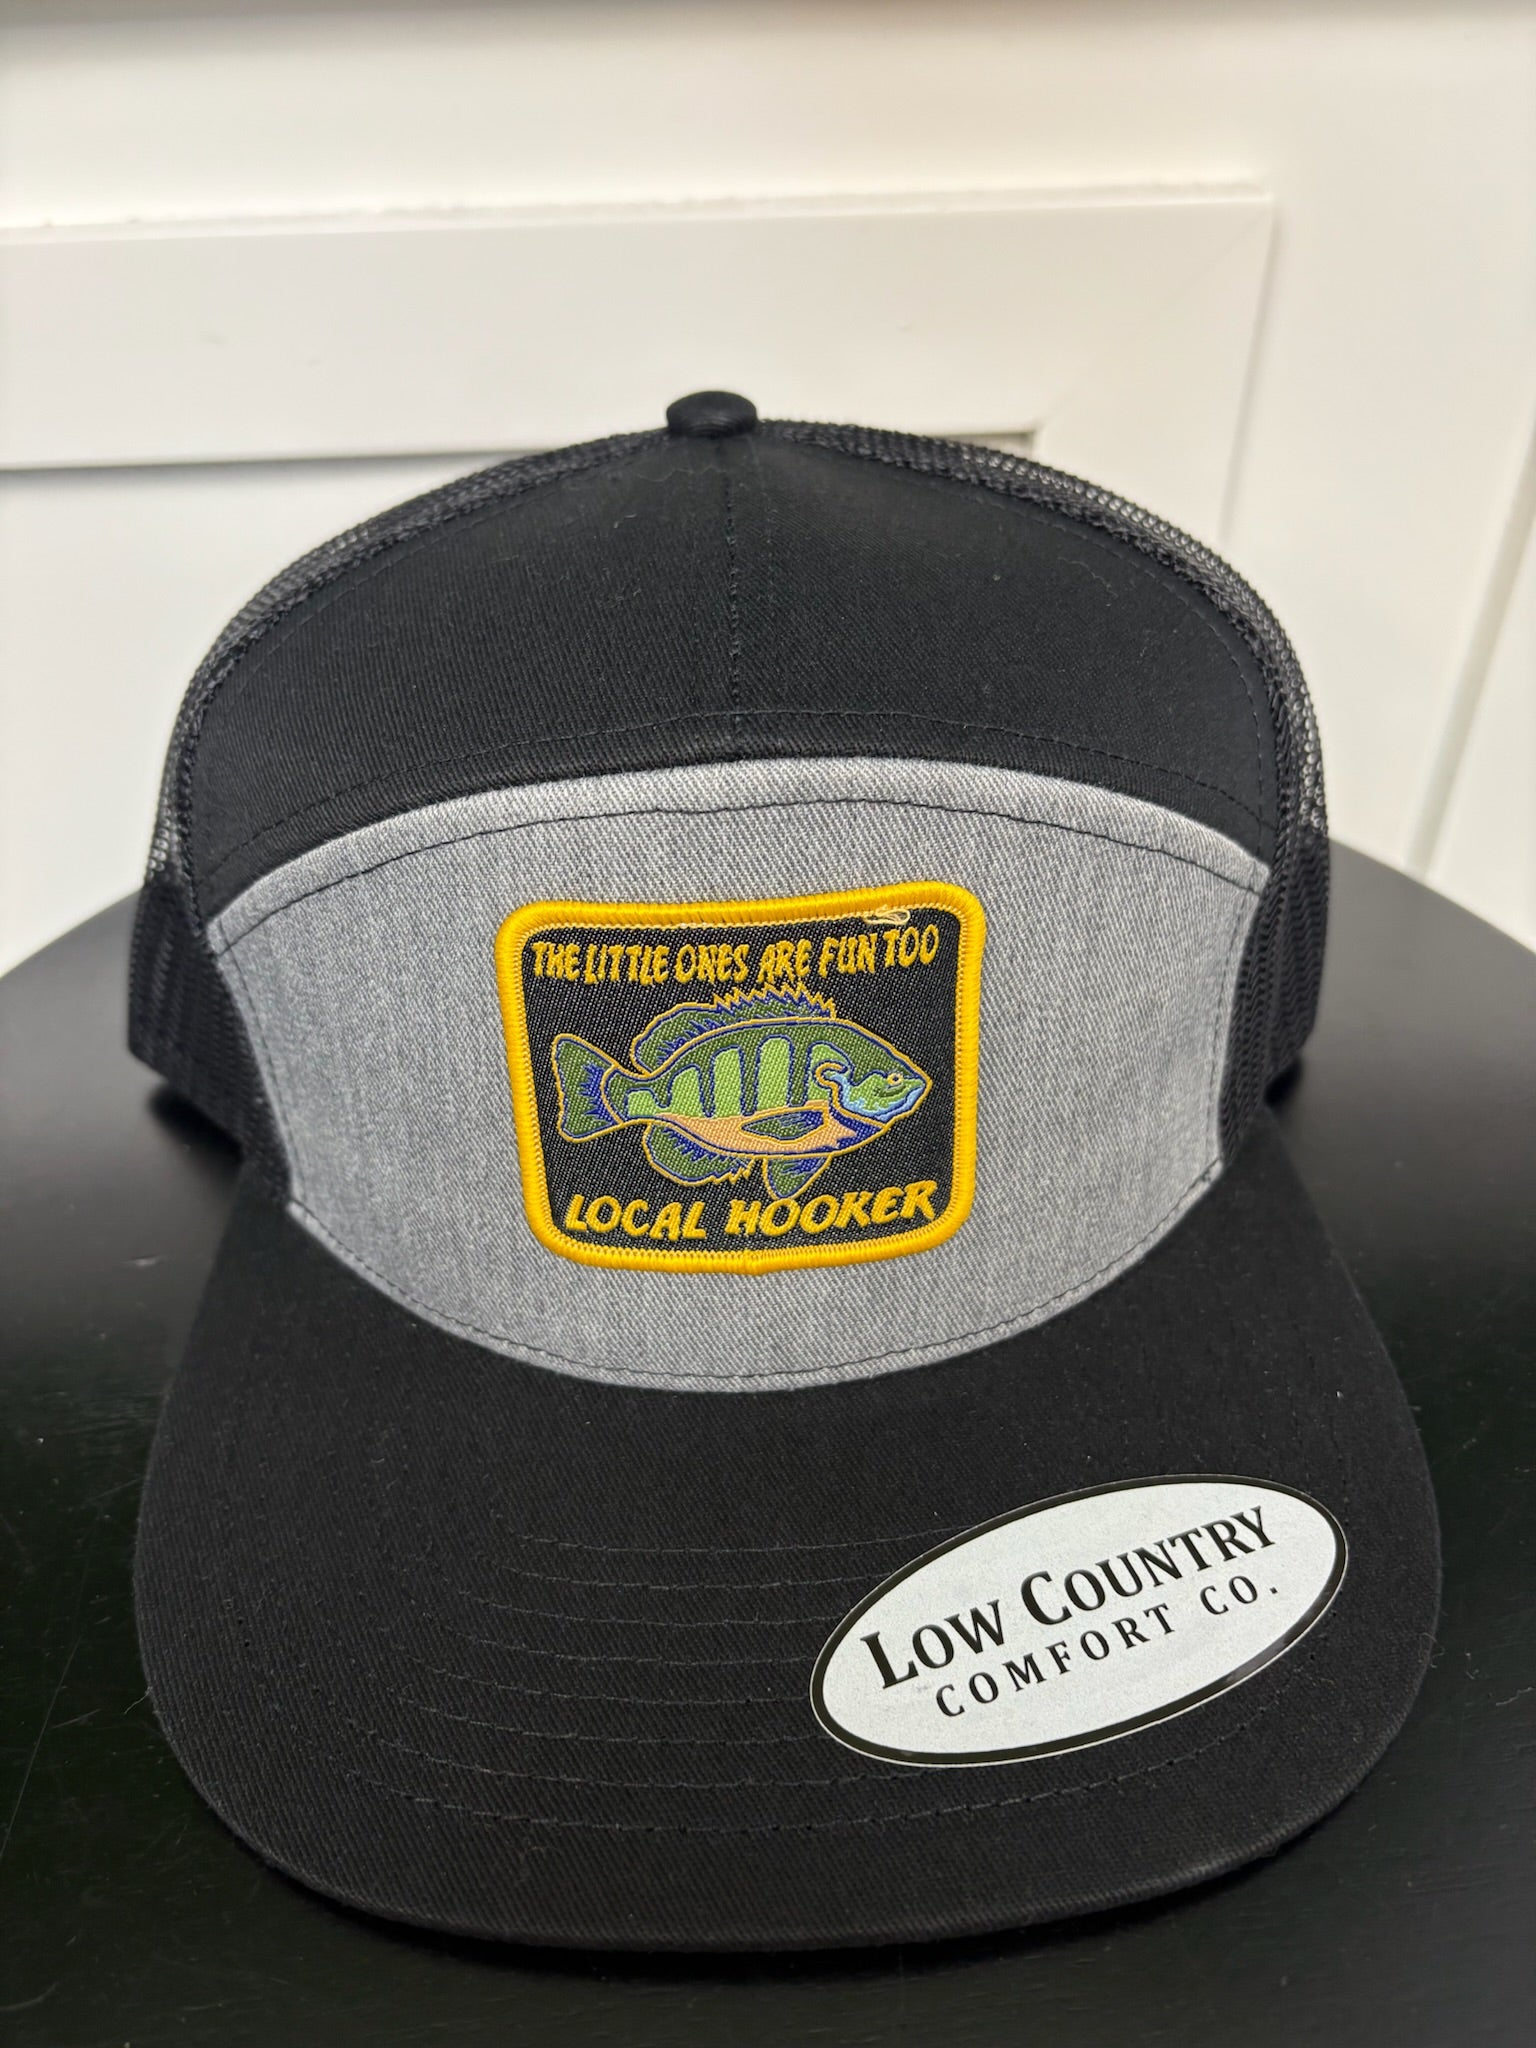 THE LITTLE ONES ARE FUN TOO
LOCAL HOOKER
LOW COUNTRY
COMFORT CO.